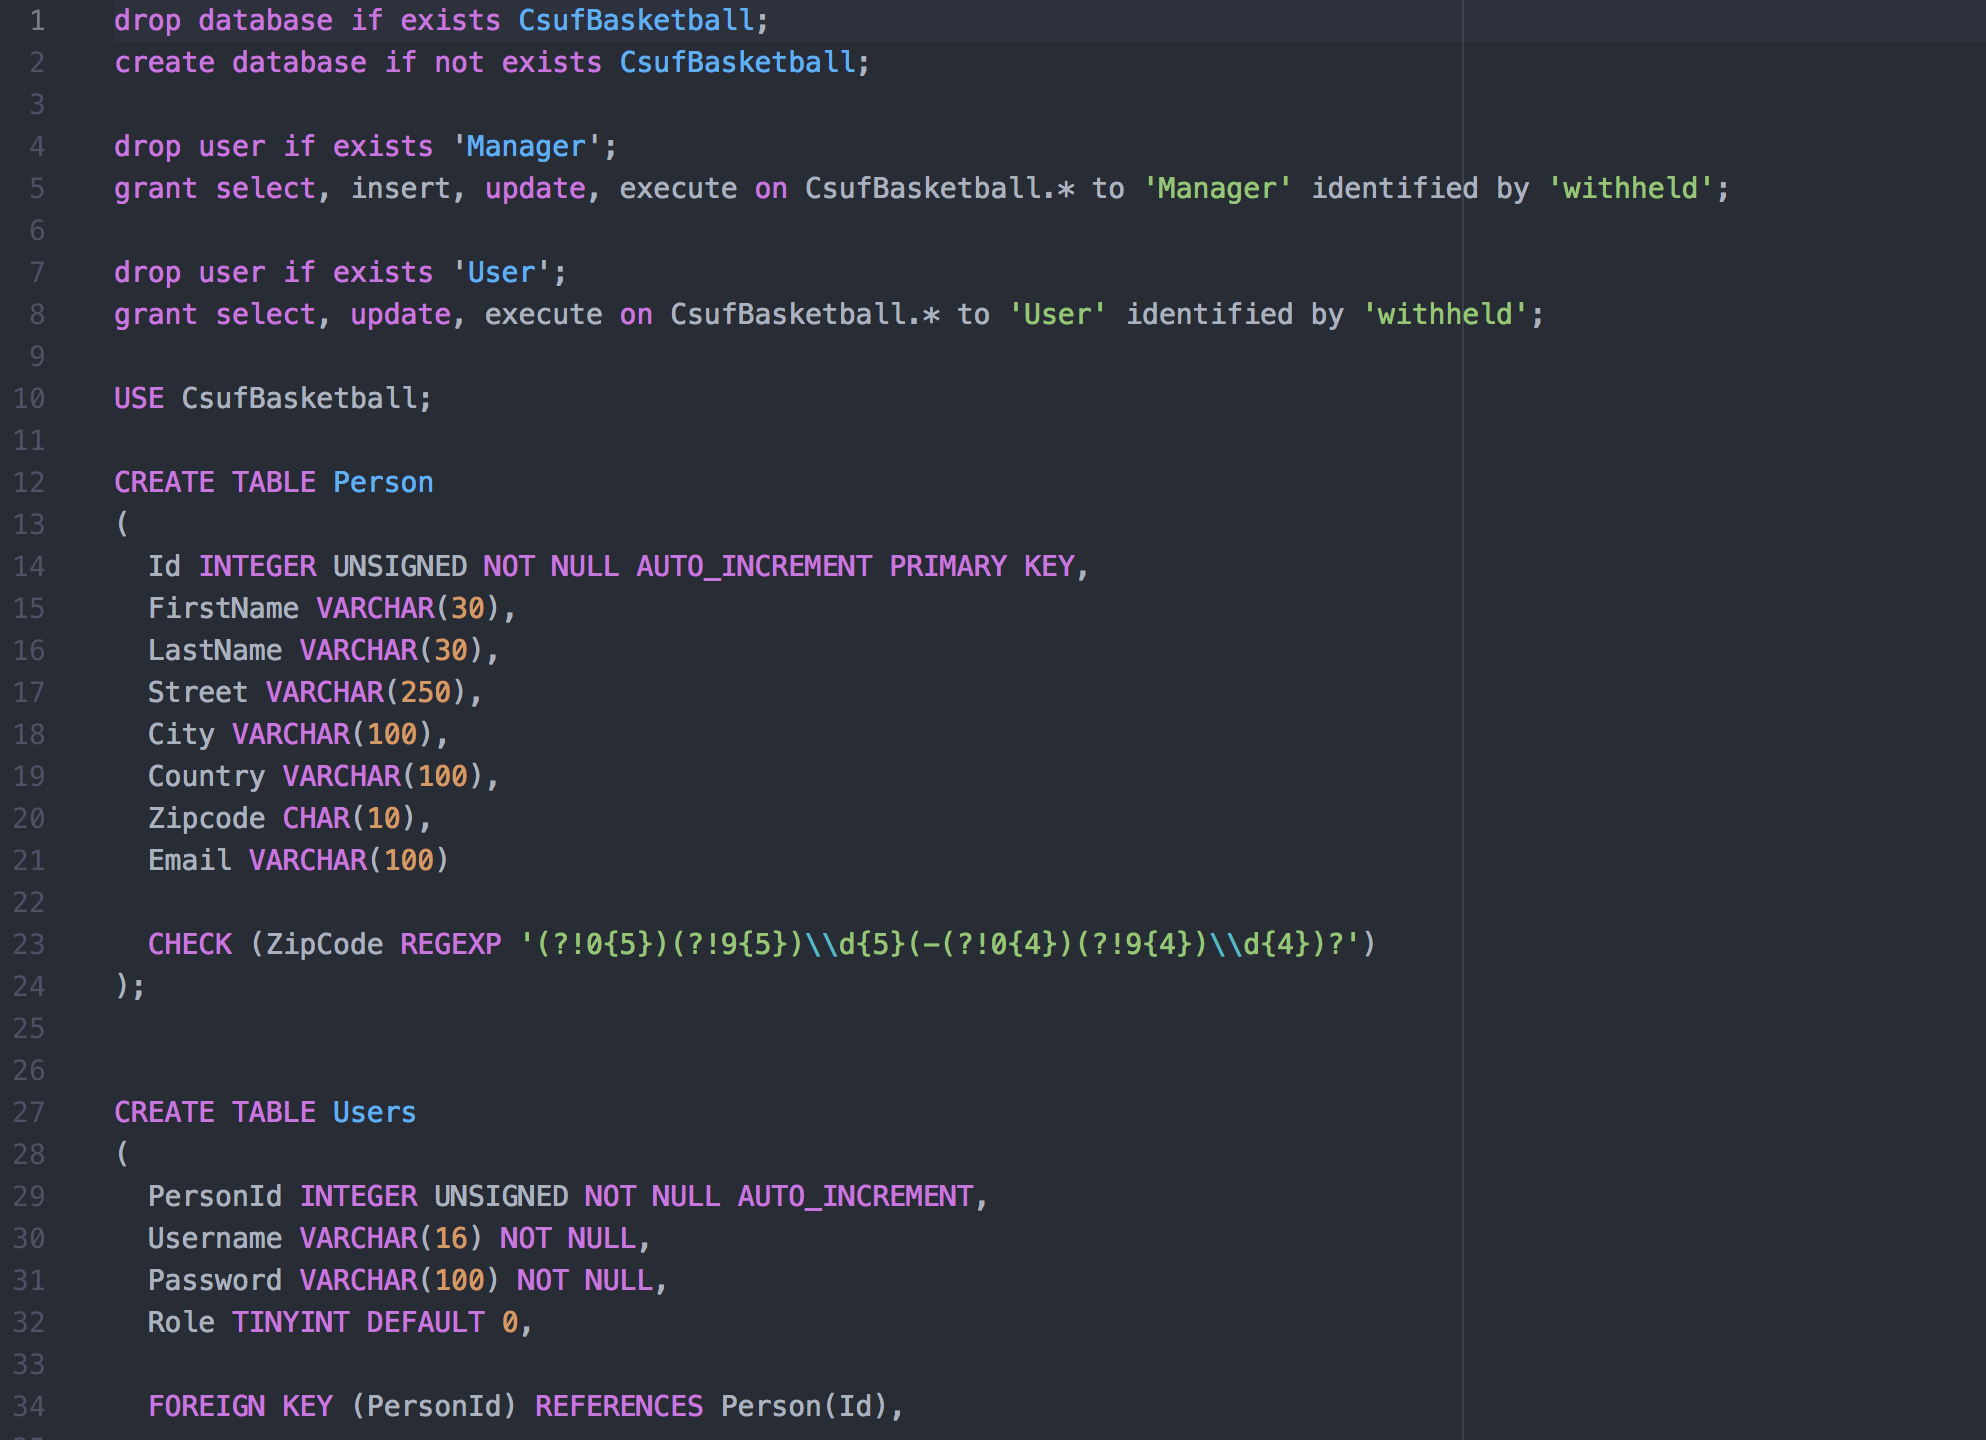 1 drop database if exists CsufBasketball;
2 create database if not exists CsufBasketball;
3
4 drop user if exists 'Manager';
5 grant select, insert, update, execute on CsufBasketball.* to 'Manager' identified by 'withheld';
6
7 drop user if exists 'User';
8 grant select, update, execute on CsufBasketball.* to 'User' identified by 'withheld';
9
10 USE CsufBasketball;
11
12 CREATE TABLE Person
13 (
14 Id INTEGER UNSIGNED NOT NULL AUTO_INCREMENT PRIMARY KEY,
15 FirstName VARCHAR(30),
16 LastName VARCHAR(30),
17 Street VARCHAR(250),
18 City VARCHAR(100),
19 Country VARCHAR(100),
20 Zipcode CHAR(10),
21 Email VARCHAR(100)
22
23 CHECK (ZipCode REGEXP '(?!0{5})(?!9{5})\\d{5}(-(?!0{4})(?!9{4})\\d{4})?')
24 );
25
26
27 CREATE TABLE Users
28 (
29 PersonId INTEGER UNSIGNED NOT NULL AUTO_INCREMENT,
30 Username VARCHAR(16) NOT NULL,
31 Password VARCHAR(100) NOT NULL,
32 Role TINYINT DEFAULT 0,
33
34 FOREIGN KEY (PersonId) REFERENCES Person(Id),